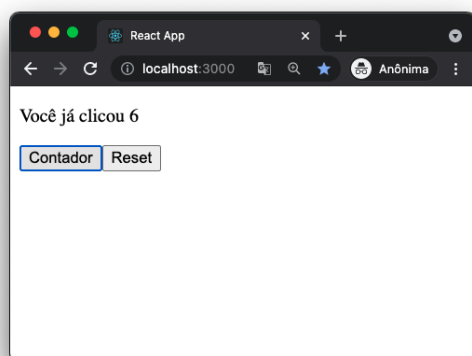 React App
localhost:3000
Anônima
Você já clicou 6
Contador Reset